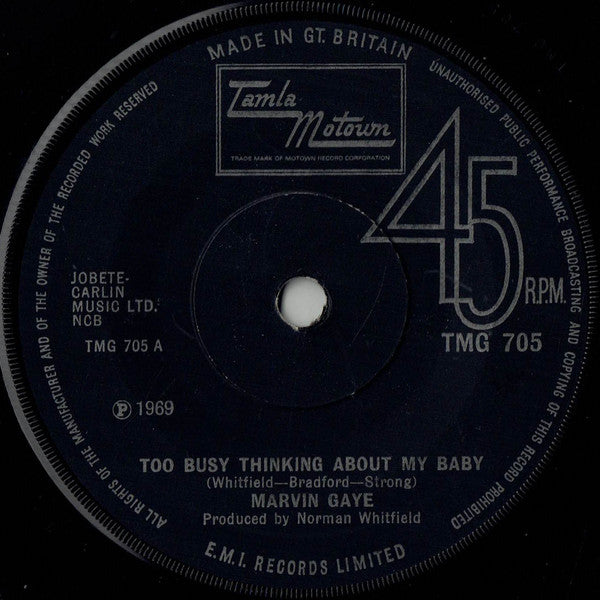 MADE IN GT. BRITAIN
UNAUTHORISED PUBLIC PERFORMANCE BROADCASTING AND COPYING OF THIS RECORD PROHIBITED
ALL RIGHTS OF THE MANUFACTURER AND OF THE OWNER OF THE RECORDED WORK RESERVED
Tamla
Motown
TRADE MARK OF MOTOWN RECORD CORPORATION
45
R.P.M.
TMG 705
JOBETE-
CARLIN
MUSIC LTD.
NCB
TMG 705 A
Ⓟ 1969
TOO BUSY THINKING ABOUT MY BABY
(Whitfield—Bradford—Strong)
MARVIN GAYE
Produced by Norman Whitfield
E.M.I. RECORDS LIMITED